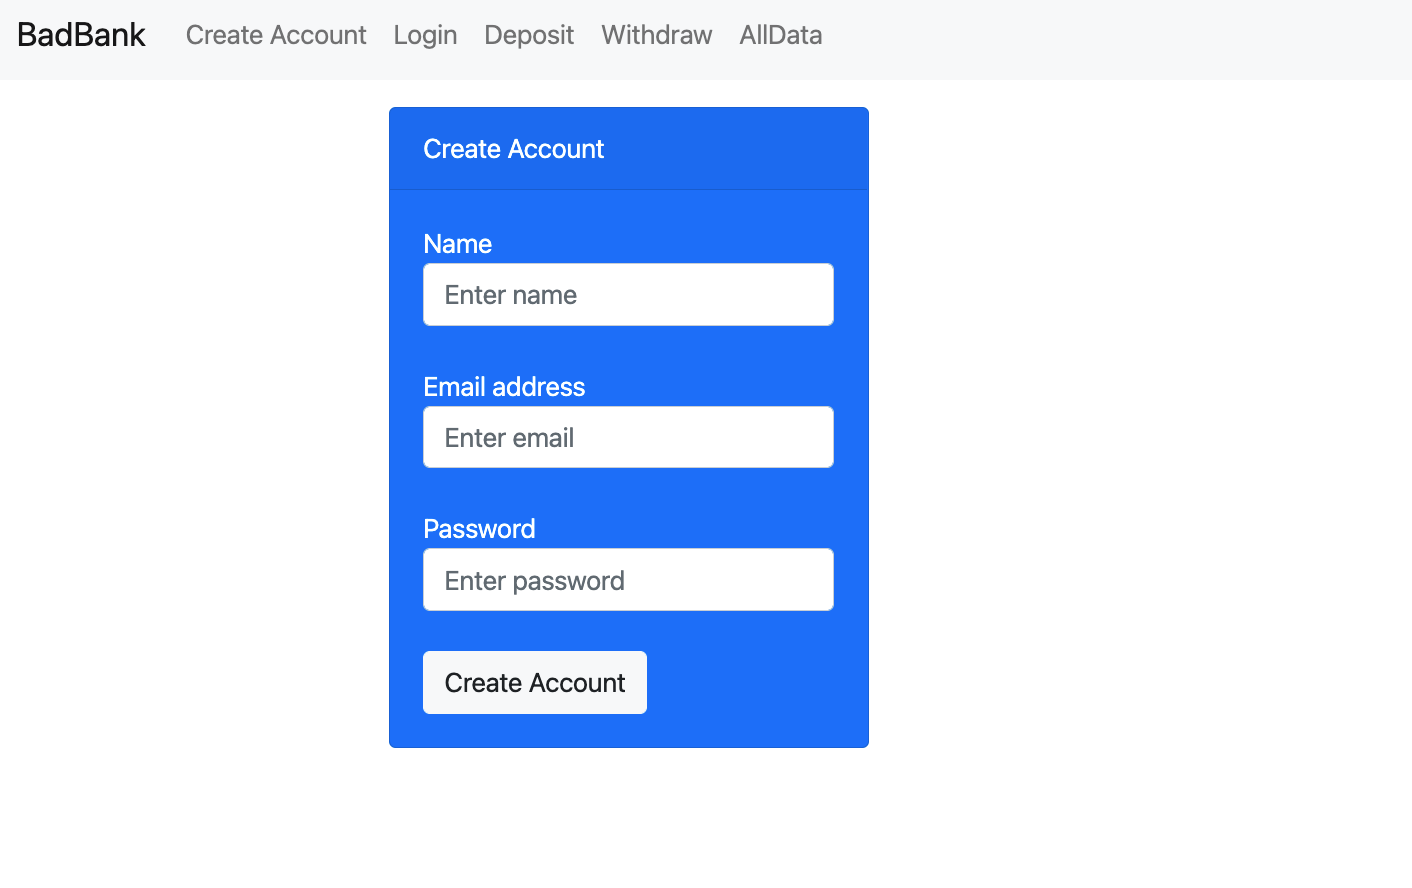 BadBank Create Account Login Deposit Withdraw AllData
Create Account
Name
Enter name
Email address
Enter email
Password
Enter password
Create Account